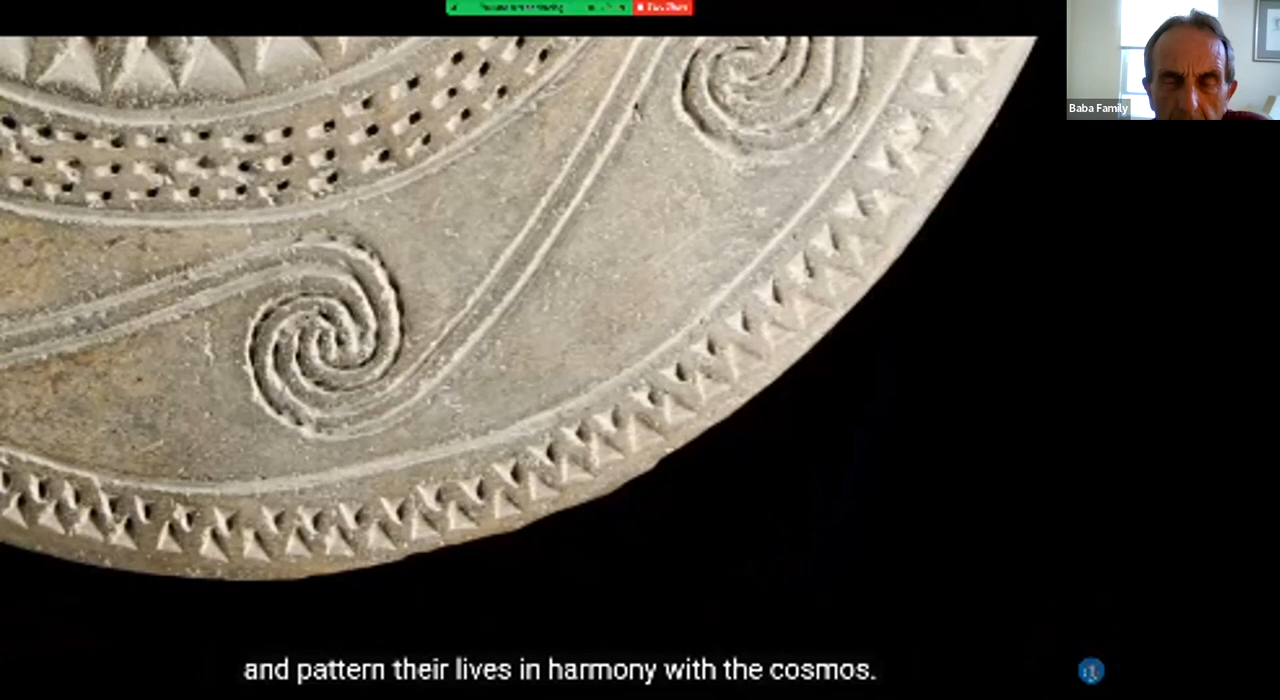 Baba Family
and pattern their lives in harmony with the cosmos.